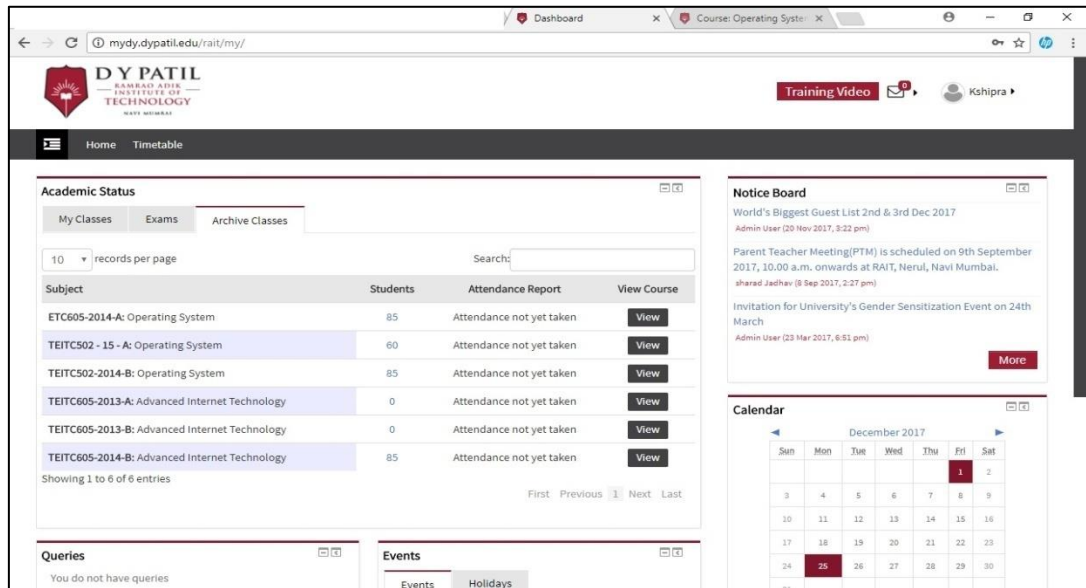 Dashboard
Course: Operating Syster
mydy.dypatil.edu/rait/my/
D Y PATIL
RAMRAO ADIK
INSTITUTE OF
TECHNOLOGY
NAVI MUMBAI
Training Video
0
Kshipra
Home Timetable
Academic Status
My Classes Exams Archive Classes
10 records per page Search:
Subject Students Attendance Report View Course
ETC605-2014-A: Operating System 85 Attendance not yet taken View
TEITC502 - 15 - A: Operating System 60 Attendance not yet taken View
TEITC502-2014-B: Operating System 85 Attendance not yet taken View
TEITC605-2013-A: Advanced Internet Technology 0 Attendance not yet taken View
TEITC605-2013-B: Advanced Internet Technology 0 Attendance not yet taken View
TEITC605-2014-B: Advanced Internet Technology 85 Attendance not yet taken View
Showing 1 to 6 of 6 entries
First Previous 1 Next Last
Queries
You do not have queries
Events
Events Holidays
Notice Board
World's Biggest Guest List 2nd & 3rd Dec 2017
Admin User (20 Nov 2017, 3:22 pm)
Parent Teacher Meeting(PTM) is scheduled on 9th September
2017, 10.00 a.m. onwards at RAIT, Nerul, Navi Mumbai.
sharad Jadhav (8 Sep 2017, 2:27 pm)
Invitation for University's Gender Sensitization Event on 24th
March
Admin User (23 Mar 2017, 6:51 pm)
More
Calendar
December 2017
Sun Mon Tue Wed Thu Fri Sat
1 2
3 4 5 6 7 8 9
10 11 12 13 14 15 16
17 18 19 20 21 22 23
24 25 26 27 28 29 30